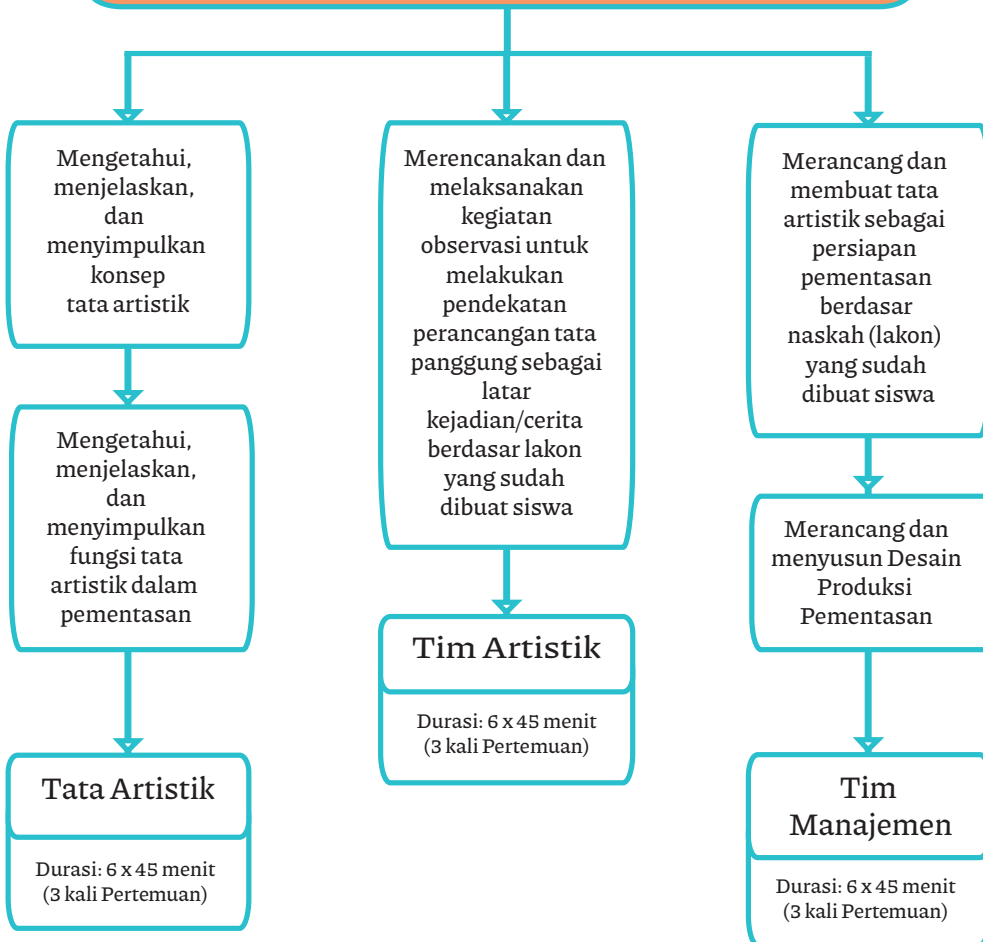 Mengetahui,
menjelaskan,
dan
menyimpulkan
konsep
tata artistik
Mengetahui,
menjelaskan,
dan
menyimpulkan
fungsi tata
artistik dalam
pementasan
Tata Artistik
Durasi: 6 x 45 menit
(3 kali Pertemuan)
Merencanakan dan
melaksanakan
kegiatan
observasi untuk
melakukan
pendekatan
perancangan tata
panggung sebagai
latar
kejadian/cerita
berdasar lakon
yang sudah
dibuat siswa
Tim Artistik
Durasi: 6 x 45 menit
(3 kali Pertemuan)
Merancang dan
membuat tata
artistik sebagai
persiapan
pementasan
berdasar
naskah (lakon)
yang sudah
dibuat siswa
Merancang dan
menyusun Desain
Produksi
Pementasan
Tim
Manajemen
Durasi: 6 x 45 menit
(3 kali Pertemuan)